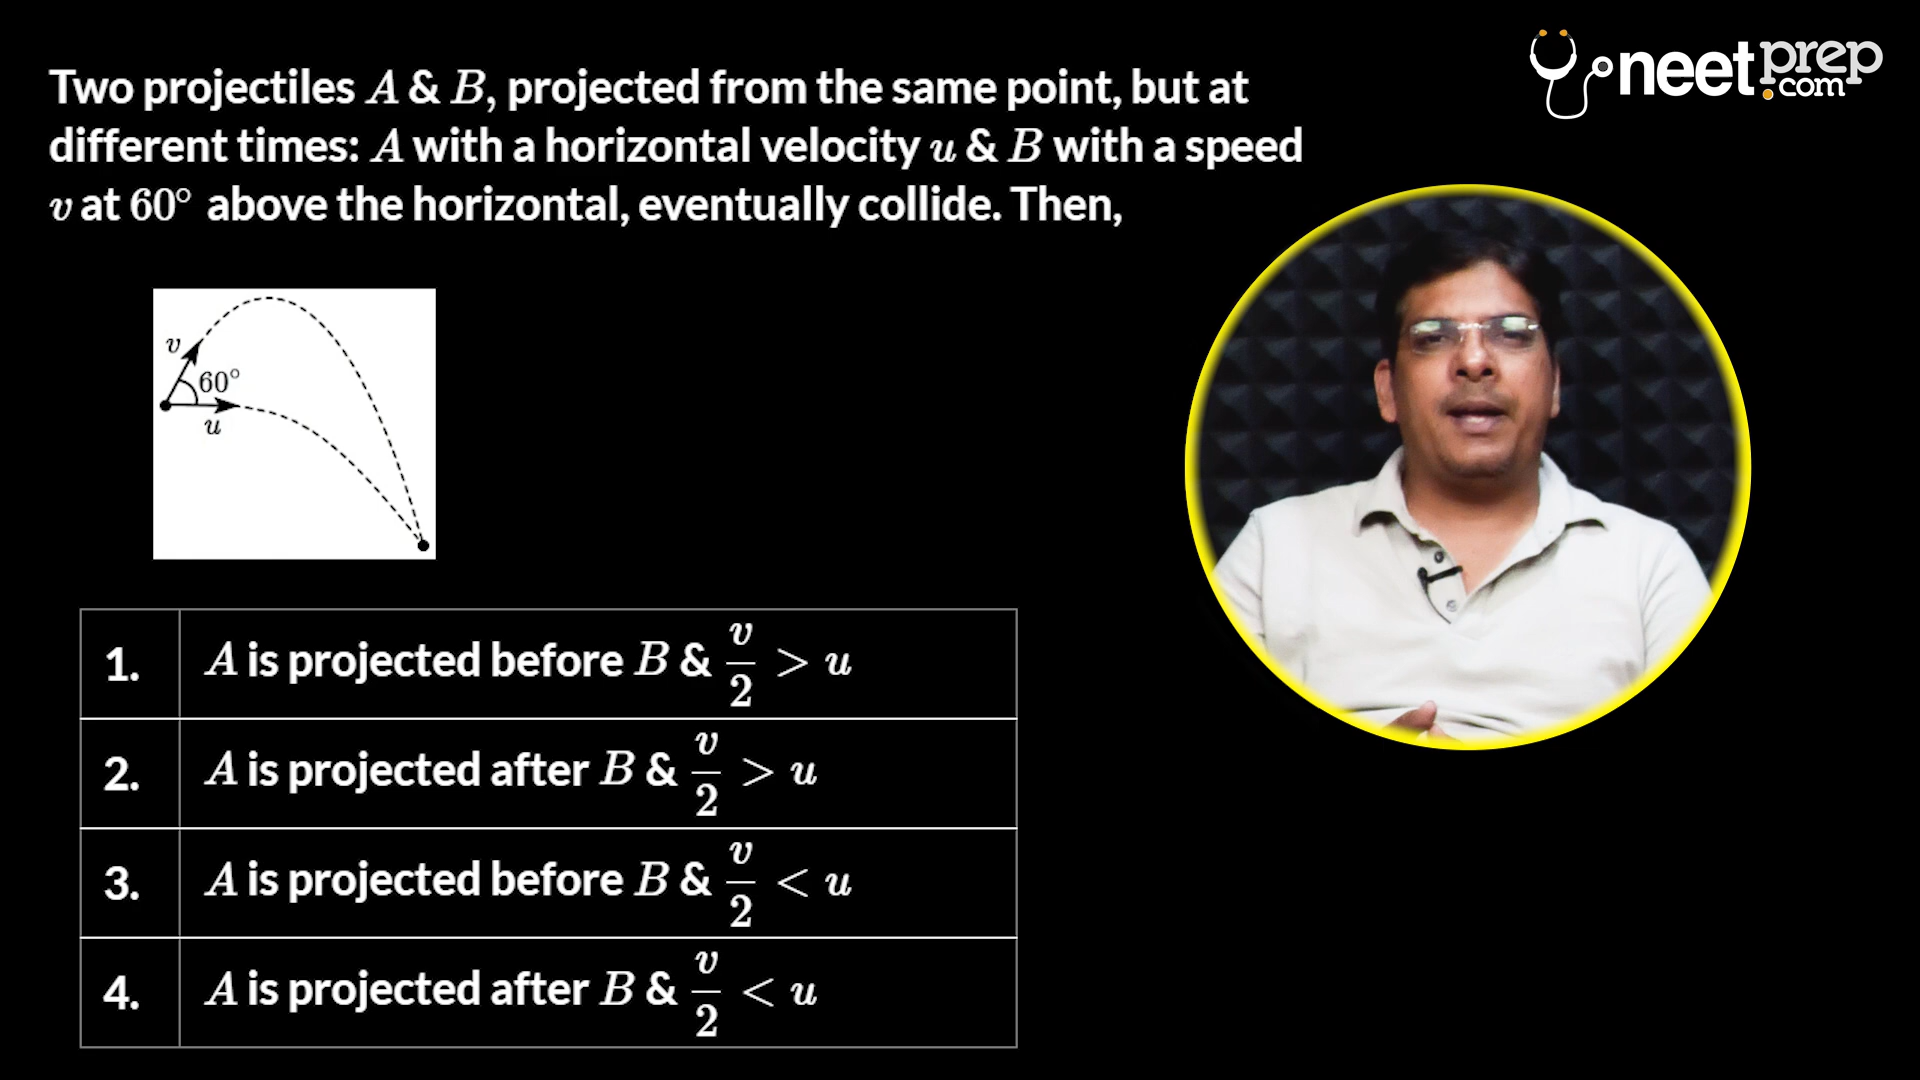 neetprep
.com
Two projectiles A & B, projected from the same point, but at
different times: A with a horizontal velocity u & B with a speed
v at 60° above the horizontal, eventually collide. Then,
v
60°
u
1. A is projected before B & v/2 > u
2. A is projected after B & v/2 > u
3. A is projected before B & v/2 < u
4. A is projected after B & v/2 < u